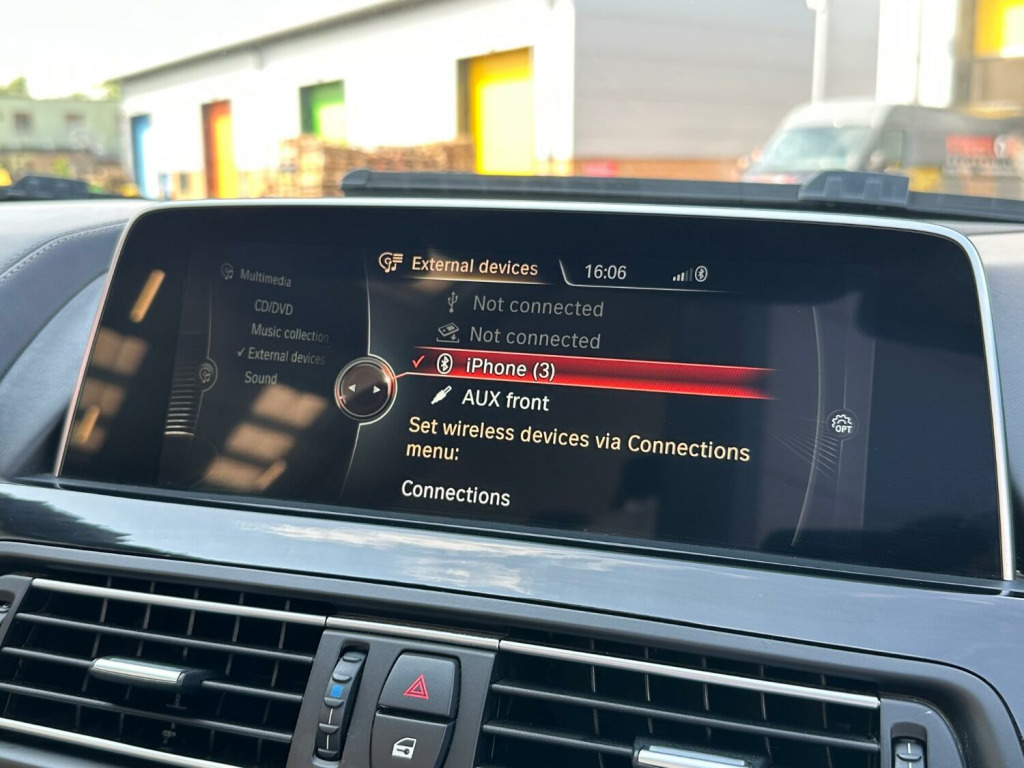 External devices
16:06
Multimedia
CD/DVD
Music collection
External devices
Sound
Not connected
Not connected
iPhone (3)
AUX front
Set wireless devices via Connections
menu:
Connections
OPT